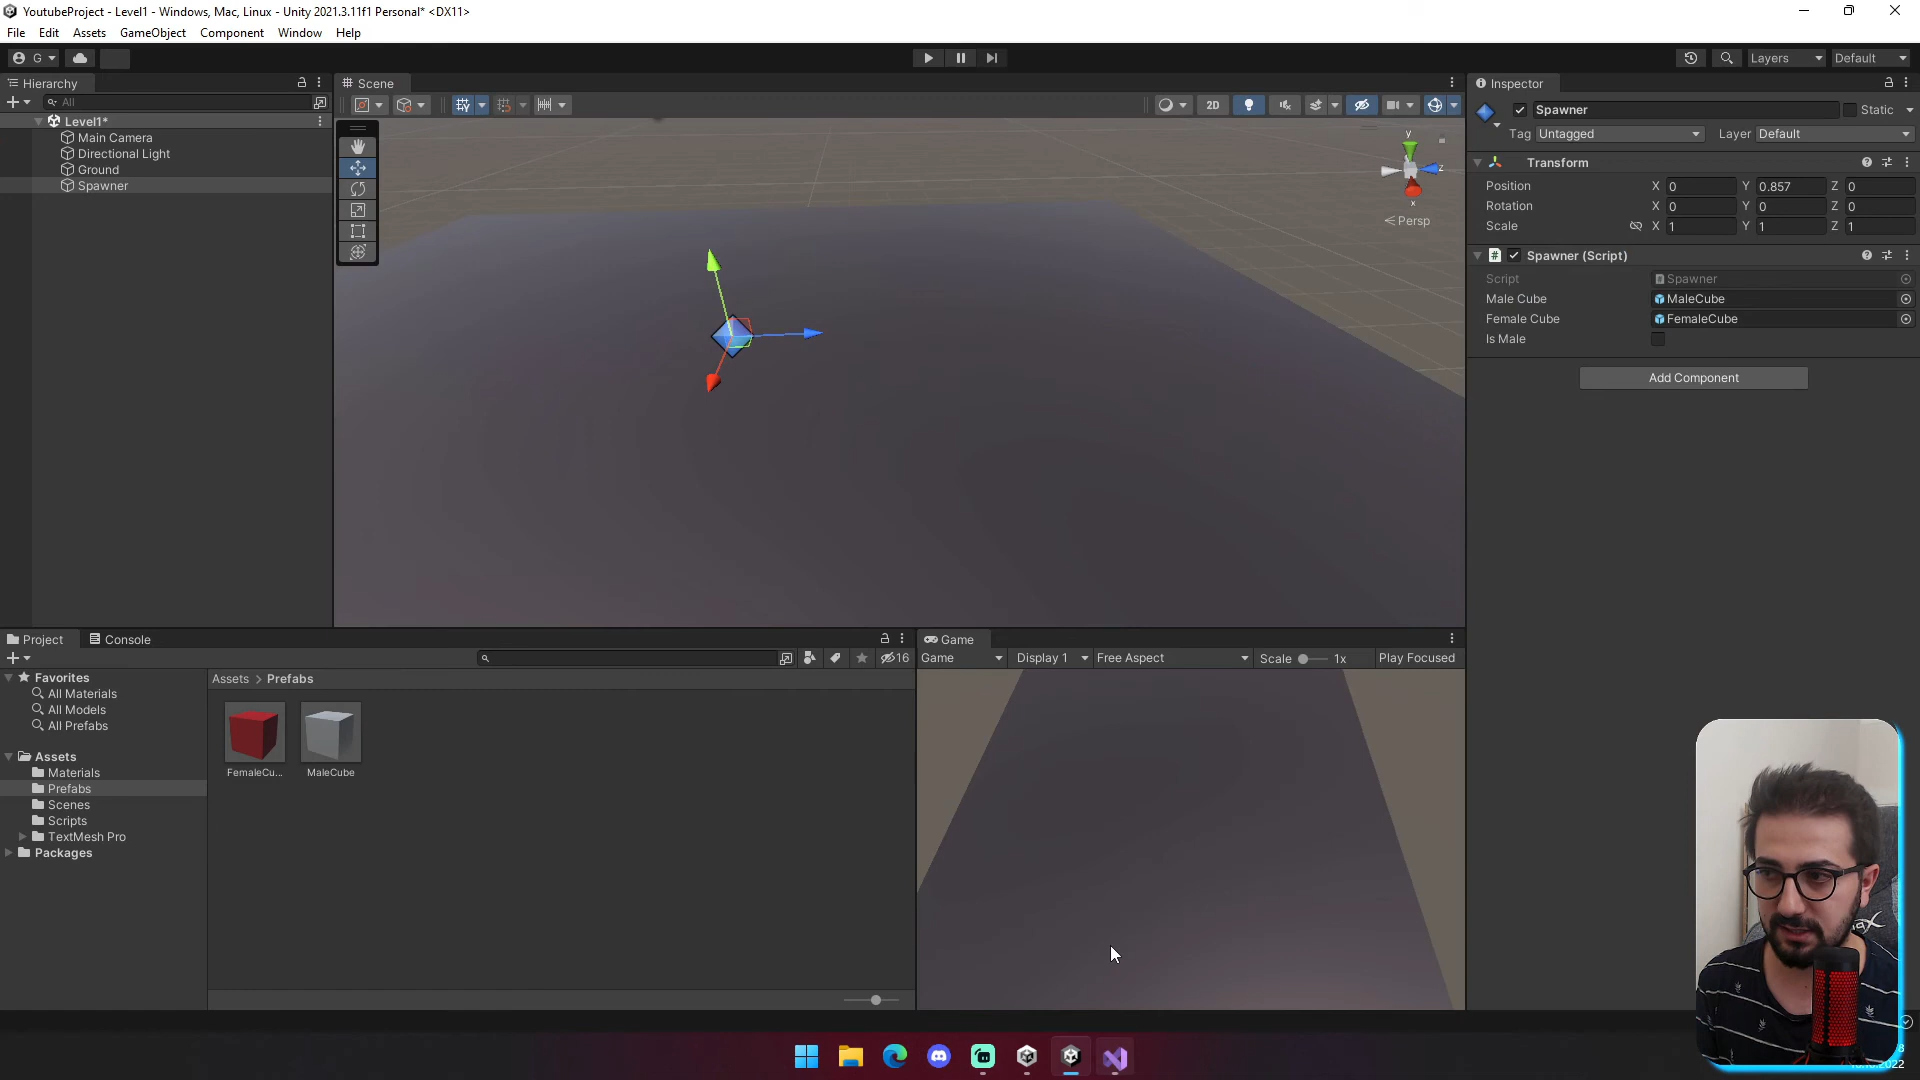 YoutubeProject - Level1 - Windows, Mac, Linux - Unity 2021.3.11f1 Personal* <DX11>
File Edit Assets GameObject Component Window Help
G Layers Default
Hierarchy
All
Level1*
Main Camera
Directional Light
Ground
Spawner
Scene
2D
y
z
x
Persp
Inspector
Spawner Static
Tag Untagged Layer Default
Transform
Position X 0 Y 0.857 Z 0
Rotation X 0 Y 0 Z 0
Scale X 1 Y 1 Z 1
Spawner (Script)
Script Spawner
Male Cube MaleCube
Female Cube FemaleCube
Is Male
Add Component
Project Console
16
Favorites
All Materials
All Models
All Prefabs
Assets
Materials
Prefabs
Scenes
Scripts
TextMesh Pro
Packages
Assets > Prefabs
FemaleCu...
MaleCube
Game
Game Display 1 Free Aspect Scale 1x Play Focused